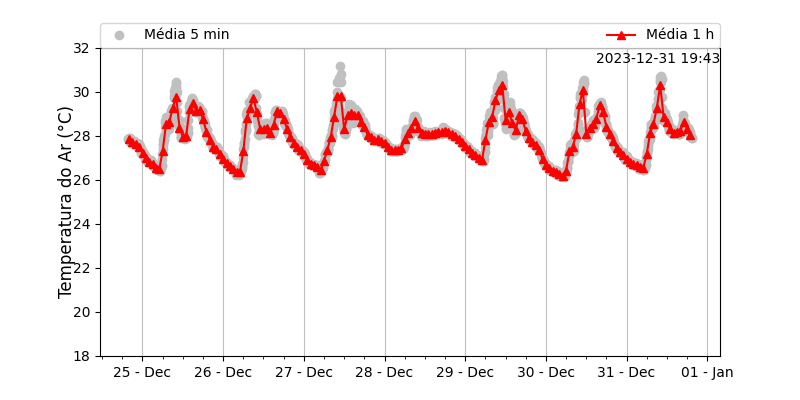 Média 5 min
Média 1 h
2023-12-31 19:43
Temperatura do Ar (°C)
32
30
28
26
24
22
20
18
25 - Dec
26 - Dec
27 - Dec
28 - Dec
29 - Dec
30 - Dec
31 - Dec
01 - Jan